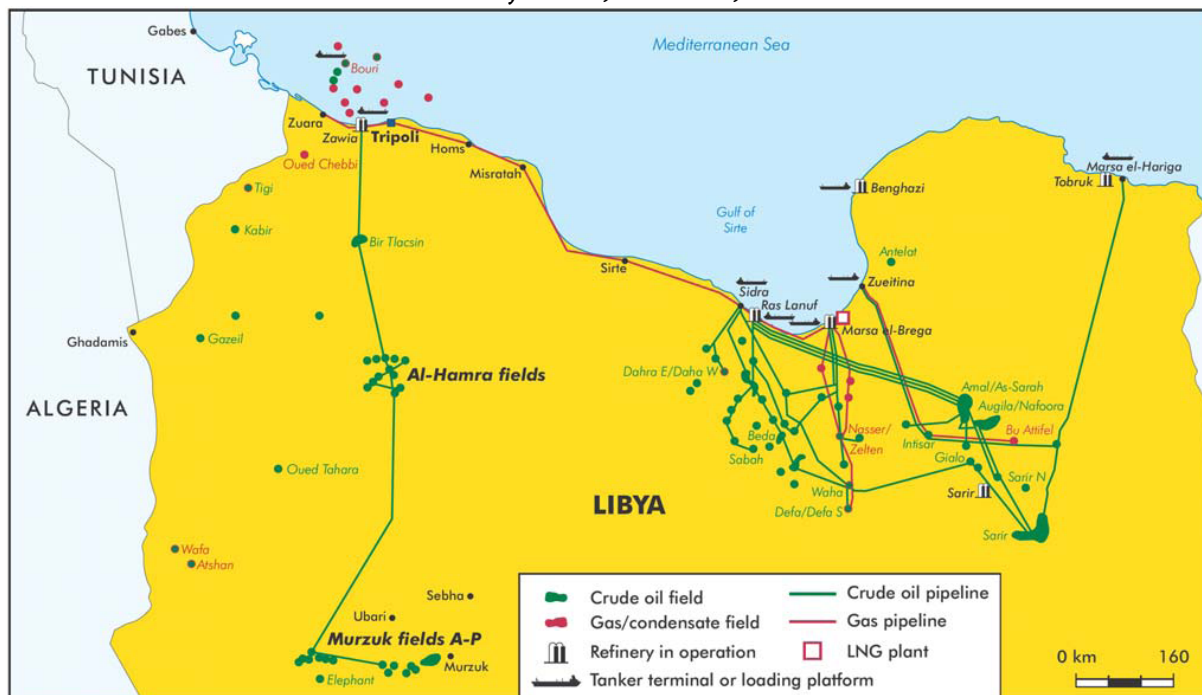 Gabes
TUNISIA
Mediterranean Sea
Bouri
Zuara
Zawia
Tripoli
Homs
Misratah
Oued Chebbi
Tigi
Kabir
Bir Tlacsin
Marsa el-Hariga
Tobruk
Benghazi
Gulf of
Sirte
Antelat
Sirte
Zueitina
Sidra
Ras Lanuf
Marsa el-Brega
Ghadamis
Gazeil
ALGERIA
Al-Hamra fields
Dahra E/Daha W
Amal/As-Sarah
Augila/Nafoora
Bu Attifel
Nasser/
Zelten
Intisar
Beda
Sabah
Gialo
Oued Tahara
Waha
Sarir N
Sarir
LIBYA
Defa/Defa S
Sarir
Wafa
Atshan
Sebha
Ubari
Murzuk fields A-P
Murzuk
Elephant
Crude oil field
Crude oil pipeline
Gas/condensate field
Gas pipeline
Refinery in operation
LNG plant
Tanker terminal or loading platform
0 km 160